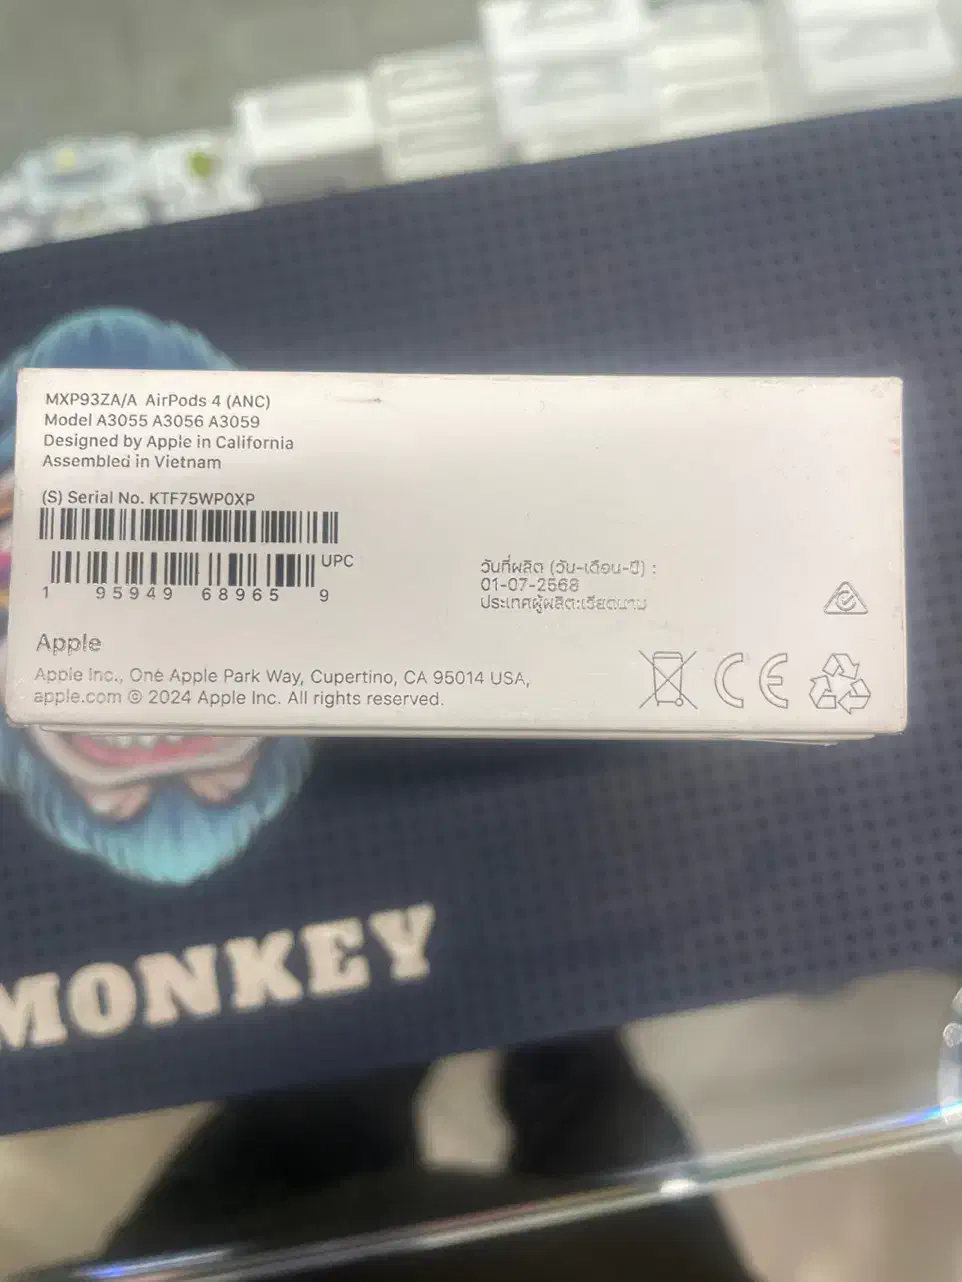 MXP93ZA/A AirPods 4 (ANC)
Model A3055 A3056 A3059
Designed by Apple in California
Assembled in Vietnam
(S) Serial No. KTF75WP0XP
UPC
1 95949 68965 9
วันที่ผลิต (วัน-เดือน-ปี) :
01-07-2568
ประเทศผู้ผลิต:เวียดนาม
Apple
Apple Inc., One Apple Park Way, Cupertino, CA 95014 USA,
apple.com © 2024 Apple Inc. All rights reserved.
CE
MONKEY